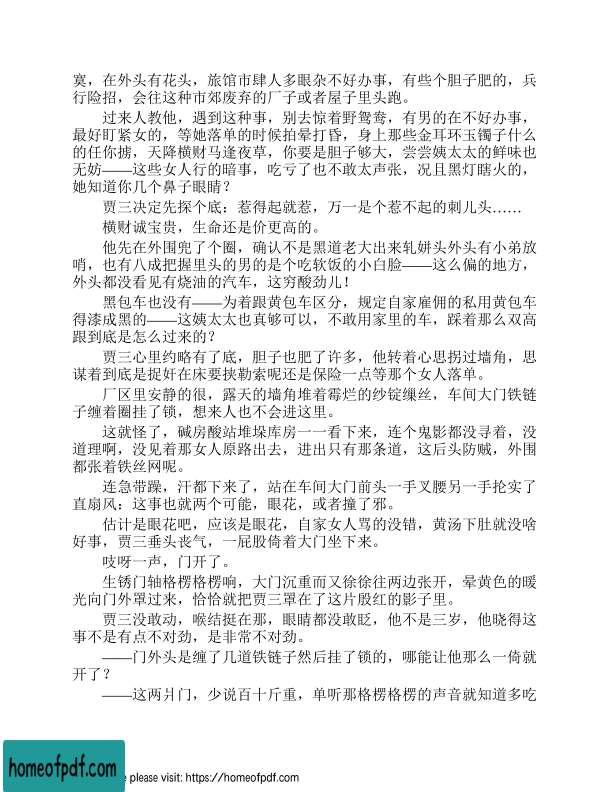 寞，在外头有花头，旅馆市肆人多眼杂不好办事，有些个胆子肥的，兵
行险招，会往这种市郊废弃的厂子或者屋子里头跑。
过来人教他，遇到这种事，别去惊着野鸳鸯，有男的在不好办事，
最好盯紧女的，等她落单的时候拍晕打昏，身上那些金耳环玉镯子什么
的任你掳，天降横财马逢夜草，你要是胆子够大，尝尝姨太太的鲜味也
无妨——这些女人行的暗事，吃亏了也不敢太声张，况且黑灯瞎火的，
她知道你几个鼻子眼睛？
贾三决定先探个底：惹得起就惹，万一是个惹不起的刺儿头……
横财诚宝贵，生命还是价更高的。
他先在外围兜了个圈，确认不是黑道老大出来轧姘头外头有小弟放
哨，也有八成把握里头的男的是个吃软饭的小白脸——这么偏的地方，
外头都没看见有烧油的汽车，这穷酸劲儿！
黑包车也没有——为着跟黄包车区分，规定自家雇佣的私用黄包车
得漆成黑的——这姨太太也真够可以，不敢用家里的车，踩着那么双高
跟到底是怎么过来的？
贾三心里约略有了底，胆子也肥了许多，他转着心思拐过墙角，思
谋着到底是捉奸在床要挟勒索呢还是保险一点等那个女人落单。
厂区里安静的很，露天的墙角堆着霉烂的纱锭缫丝，车间大门铁链
子缠着圈挂了锁，想来人也不会进这里。
这就怪了，碱房酸站堆垛库房一一看下来，连个鬼影都没寻着，没
道理啊，没见着那女人原路出去，进出只有那条道，这后头防贼，外围
都张着铁丝网呢。
连急带躁，汗都下来了，站在车间大门前头一手叉腰另一手抡实了
直扇风：这事也就两个可能，眼花，或者撞了邪。
估计是眼花吧，应该是眼花，自家女人骂的没错，黄汤下肚就没啥
好事，贾三垂头丧气，一屁股倚着大门坐下来。
吱呀一声，门开了。
生锈门轴格楞格楞响，大门沉重而又徐徐往两边张开，晕黄色的暖
光向门外罩过来，恰恰就把贾三罩在了这片殷红的影子里。
贾三没敢动，喉结挺在那，眼睛都没敢眨，他不是三岁，他晓得这
事不是有点不对劲，是非常不对劲。
——门外头是缠了几道铁链子然后挂了锁的，哪能让他那么一倚就
开了？
——这两爿门，少说百十斤重，单听那格楞格楞的声音就知道多吃
homeofpdf.com
e please visit: https://homeofpdf.com